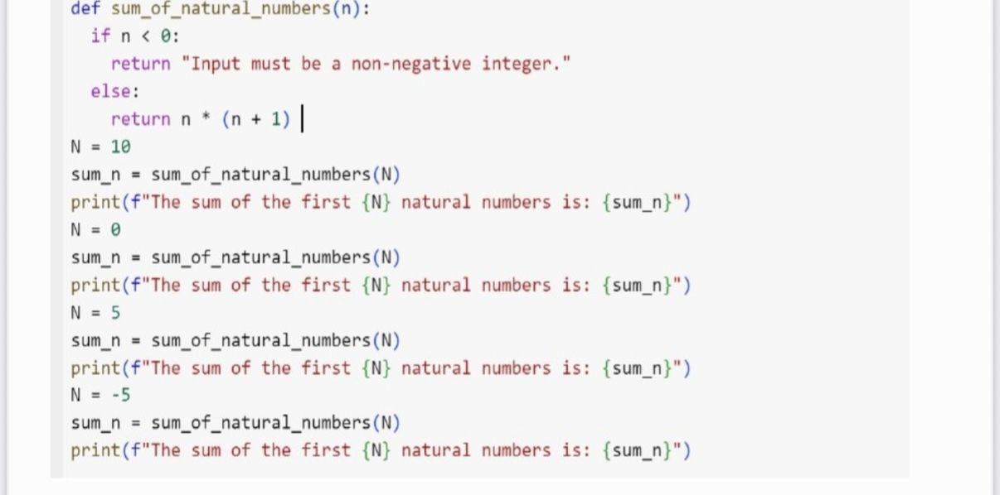 def sum_of_natural_numbers(n):
  if n < 0:
    return "Input must be a non-negative integer."
  else:
    return n * (n + 1)
N = 10
sum_n = sum_of_natural_numbers(N)
print(f"The sum of the first {N} natural numbers is: {sum_n}")
N = 0
sum_n = sum_of_natural_numbers(N)
print(f"The sum of the first {N} natural numbers is: {sum_n}")
N = 5
sum_n = sum_of_natural_numbers(N)
print(f"The sum of the first {N} natural numbers is: {sum_n}")
N = -5
sum_n = sum_of_natural_numbers(N)
print(f"The sum of the first {N} natural numbers is: {sum_n}")